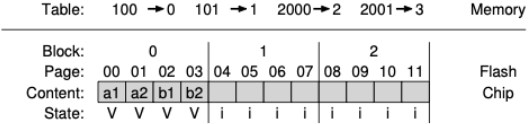 Table: 100 →0 101 →1 2000→2 2001→3 Memory
Block: 0 1 2
Page: 00 01 02 03 04 05 06 07 08 09 10 11 Flash
Content: a1 a2 b1 b2 Chip
State: V V V V i i i i i i i i